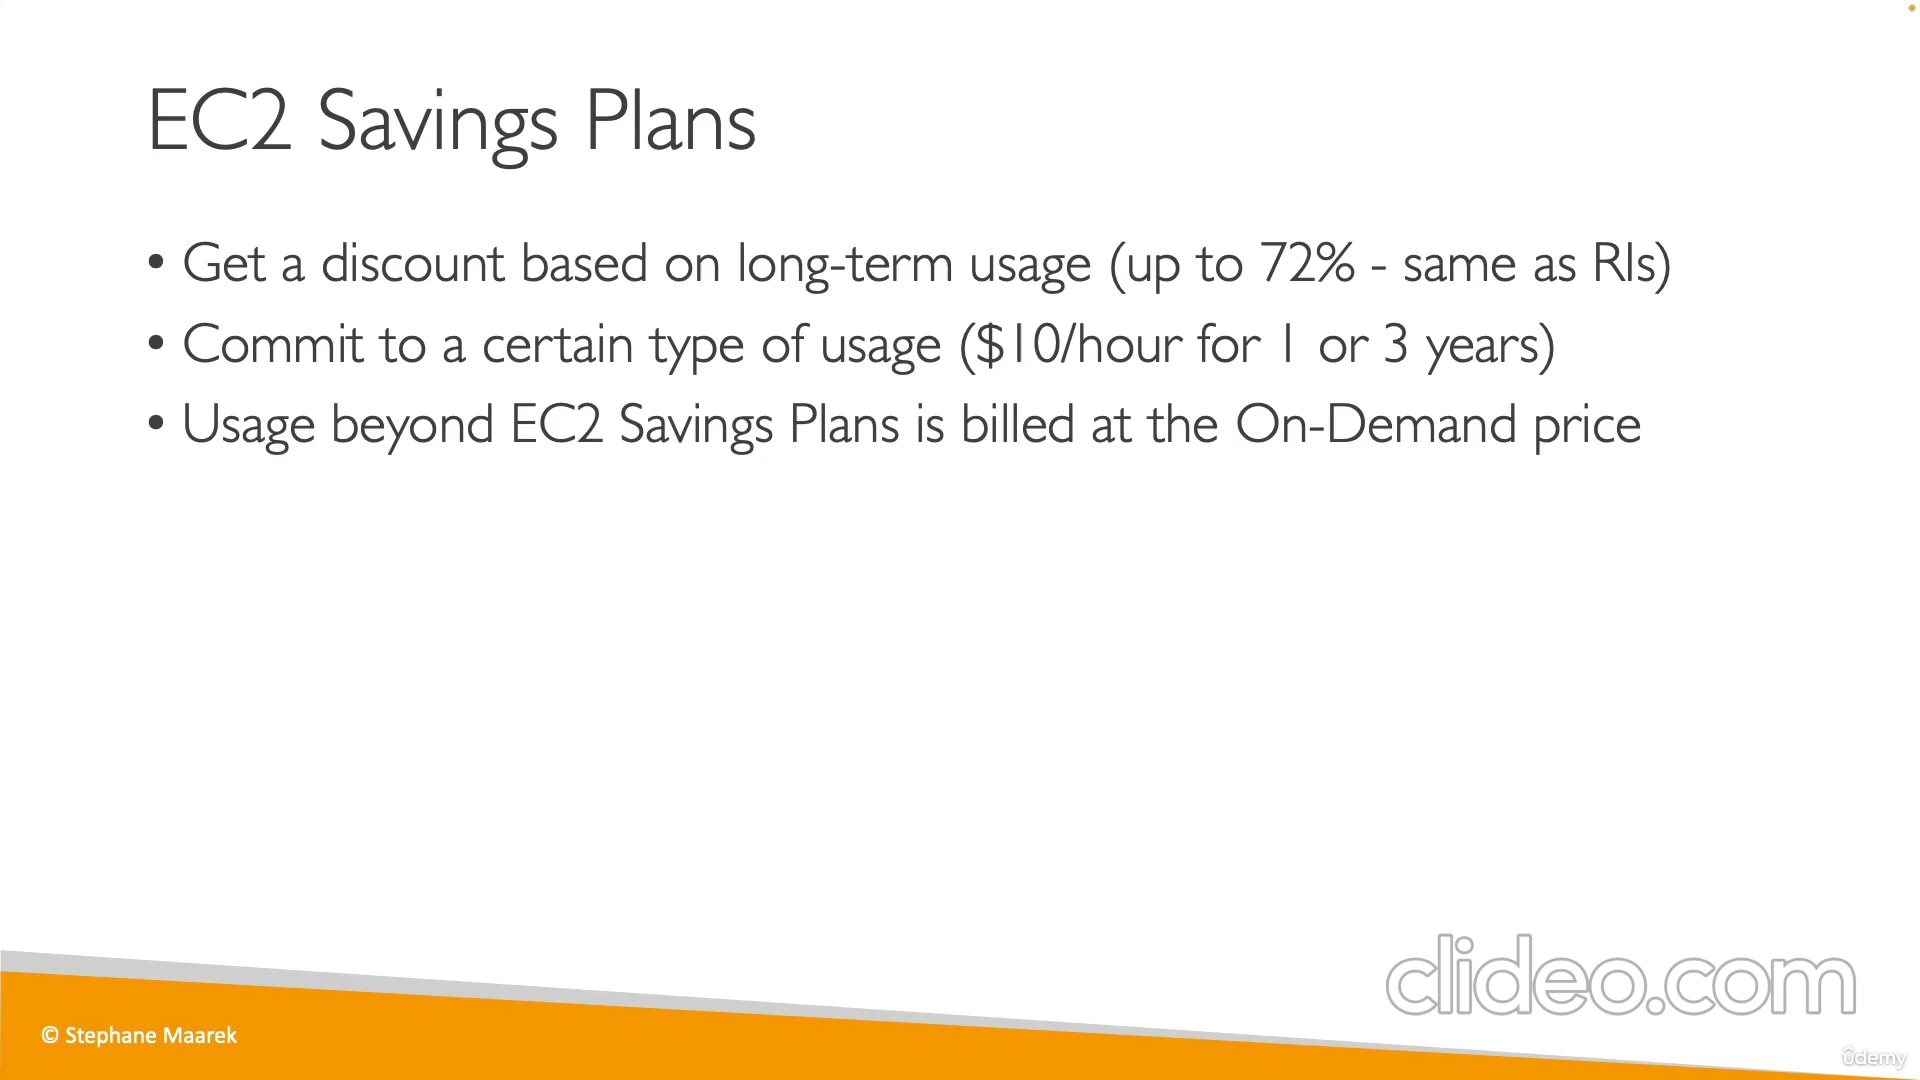 EC2 Savings Plans
• Get a discount based on long-term usage (up to 72% - same as RIs)
• Commit to a certain type of usage ($10/hour for 1 or 3 years)
• Usage beyond EC2 Savings Plans is billed at the On-Demand price
clideo.com
© Stephane Maarek
ûdemy